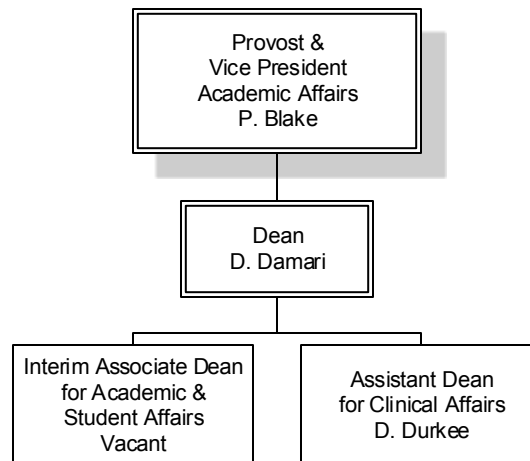 Provost &
Vice President
Academic Affairs
P. Blake
Dean
D. Damari
Interim Associate Dean
for Academic &
Student Affairs
Vacant
Assistant Dean
for Clinical Affairs
D. Durkee